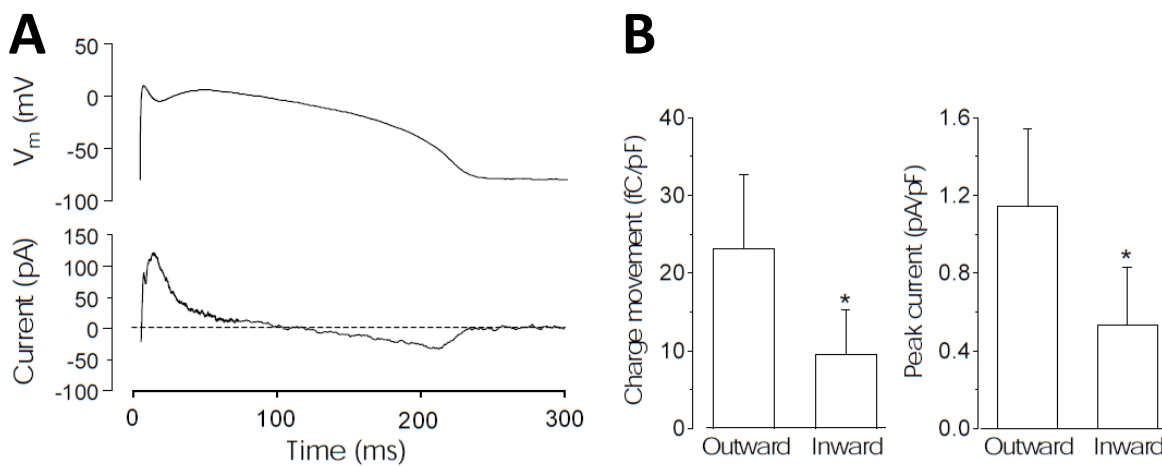 A
V_m (mV
50
0
-50
-100
Current (pA)
150
100
50
0
-50
-100
0 100 200 300
Time (ms)
B
Charge movement (fC/pF)
40
30
20
10
0
*
Outward Inward
Peak current (pA/pF)
1.6
1.2
0.8
0.4
0.0
*
Outward Inward